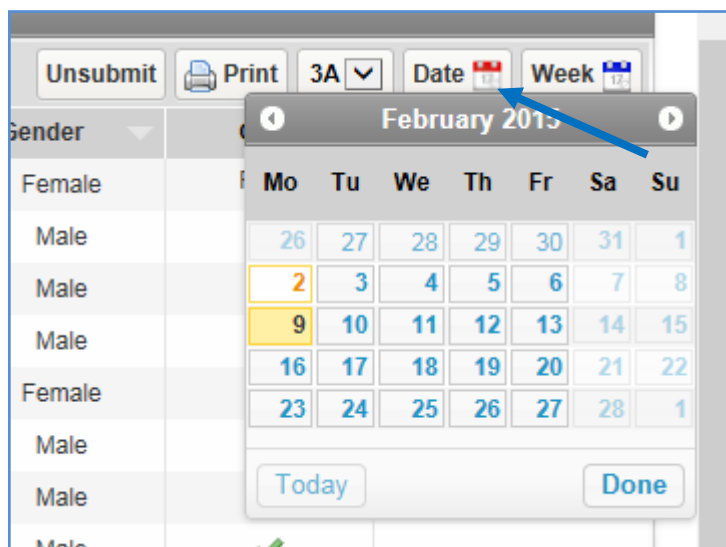 Unsubmit Print 3A Date Week
Gender
Female
Male
Male
Male
Female
Male
Male
Male
February 2015
Mo Tu We Th Fr Sa Su
26 27 28 29 30 31 1
2 3 4 5 6 7 8
9 10 11 12 13 14 15
16 17 18 19 20 21 22
23 24 25 26 27 28 1
Today Done